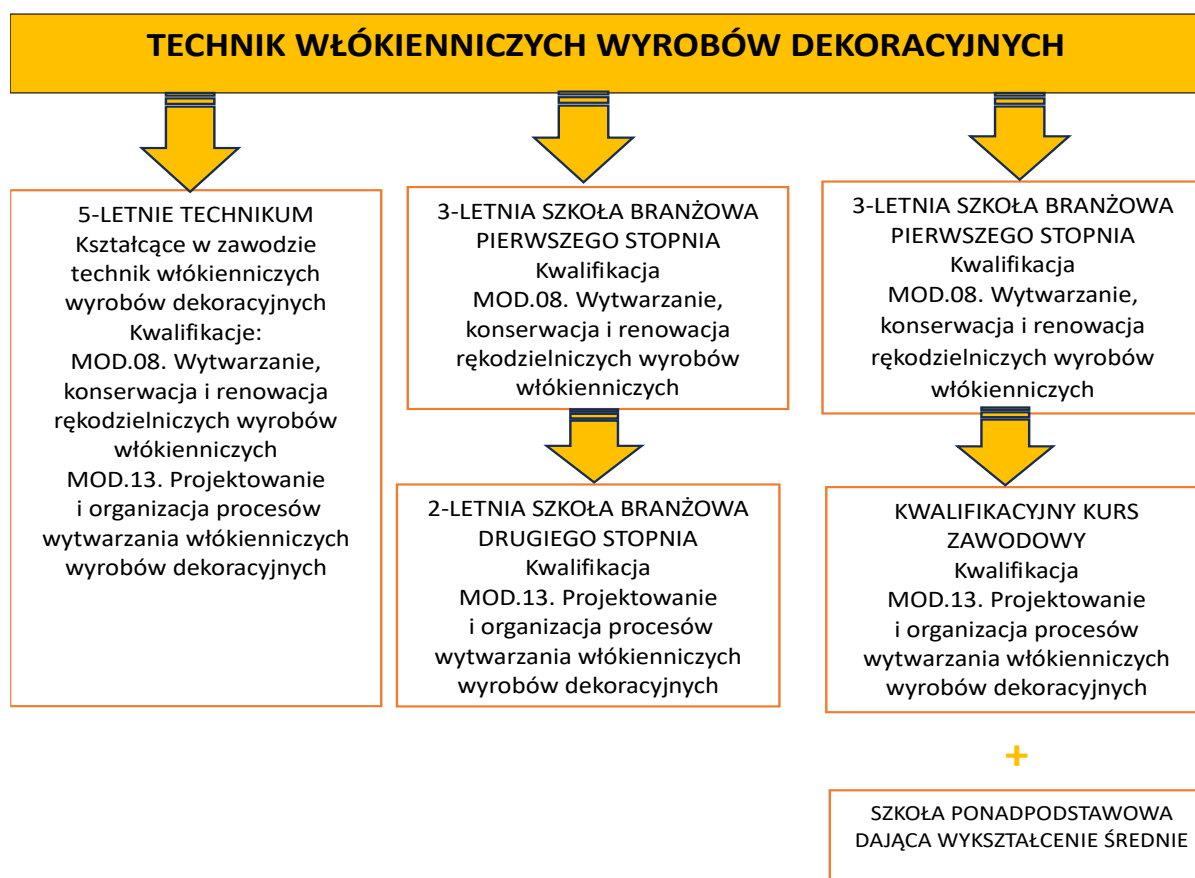 TECHNIK WŁÓKIENNICZYCH WYROBÓW DEKORACYJNYCH
5-LETNIE TECHNIKUM
Kształcące w zawodzie
technik włókienniczych
wyrobów dekoracyjnych
Kwalifikacje:
MOD.08. Wytwarzanie,
konserwacja i renowacja
rękodzielniczych wyrobów
włókienniczych
MOD.13. Projektowanie
i organizacja procesów
wytwarzania włókienniczych
wyrobów dekoracyjnych
3-LETNIA SZKOŁA BRANŻOWA
PIERWSZEGO STOPNIA
Kwalifikacja
MOD.08. Wytwarzanie,
konserwacja i renowacja
rękodzielniczych wyrobów
włókienniczych
2-LETNIA SZKOŁA BRANŻOWA
DRUGIEGO STOPNIA
Kwalifikacja
MOD.13. Projektowanie
i organizacja procesów
wytwarzania włókienniczych
wyrobów dekoracyjnych
3-LETNIA SZKOŁA BRANŻOWA
PIERWSZEGO STOPNIA
Kwalifikacja
MOD.08. Wytwarzanie,
konserwacja i renowacja
rękodzielniczych wyrobów
włókienniczych
KWALIFIKACYJNY KURS
ZAWODOWY
Kwalifikacja
MOD.13. Projektowanie
i organizacja procesów
wytwarzania włókienniczych
wyrobów dekoracyjnych
+
SZKOŁA PONADPODSTAWOWA
DAJĄCA WYKSZTAŁCENIE ŚREDNIE